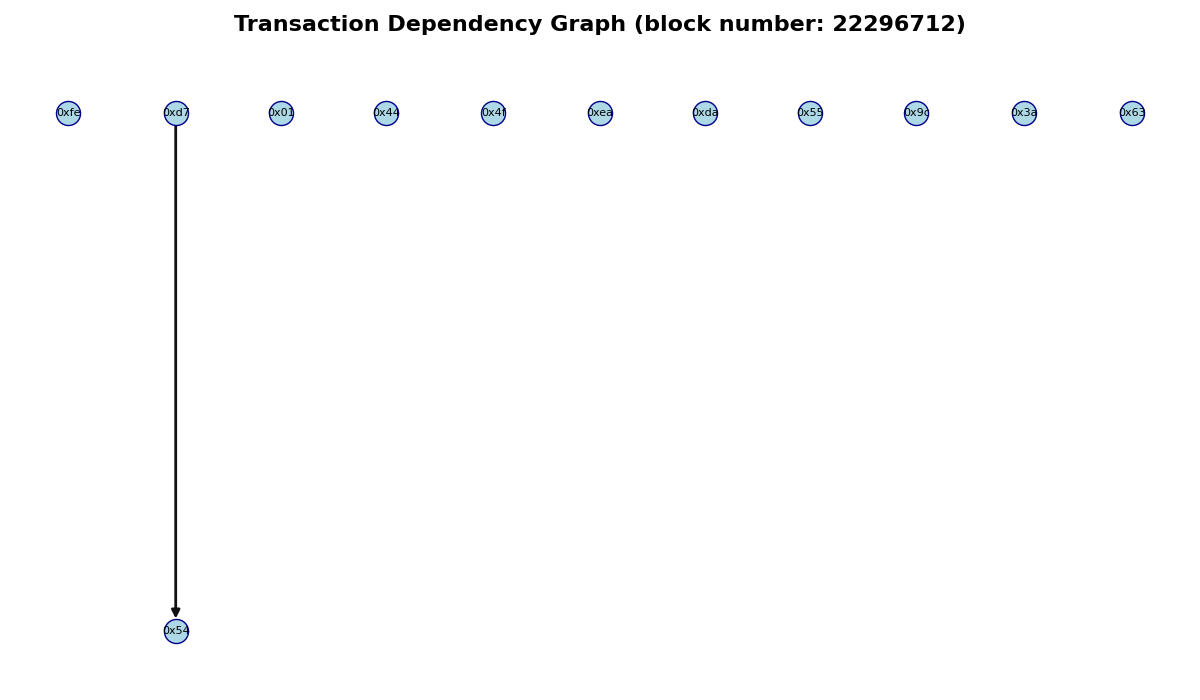 Transaction Dependency Graph (block number: 22296712)
0xfe 0xd7 0x01 0x44 0x4f 0xea 0xda 0x55 0x9c 0x3a 0x63
0x54